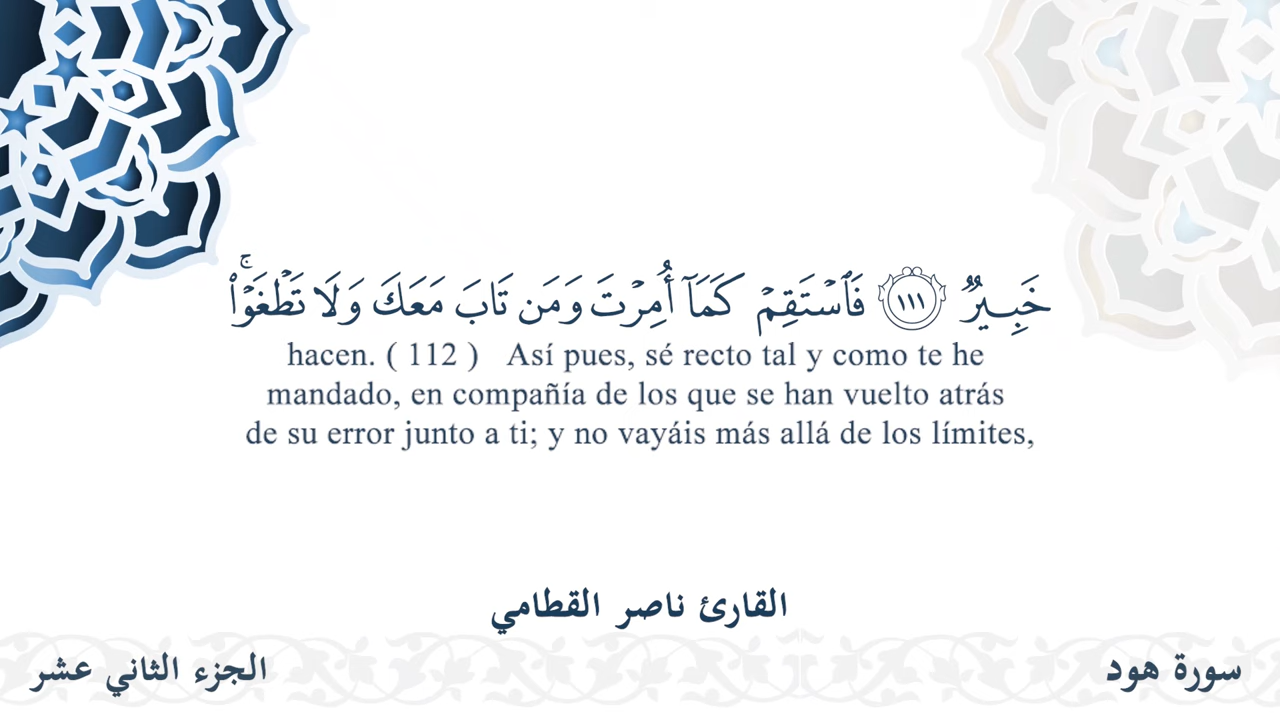 خَبِيرٌ ١١١ فَٱسْتَقِمْ كَمَآ أُمِرْتَ وَمَن تَابَ مَعَكَ وَلَا تَطْغَوْا۟ۚ
hacen. ( 112 ) Así pues, sé recto tal y como te he
mandado, en compañía de los que se han vuelto atrás
de su error junto a ti; y no vayáis más allá de los límites,
القارئ ناصر القطامي
سورة هود
الجزء الثاني عشر